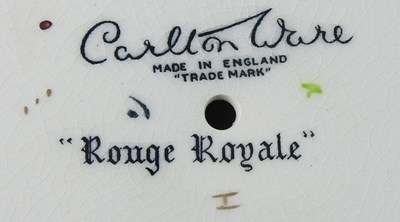 Carlton Ware
MADE IN ENGLAND
"TRADE MARK"
"Rouge Royale"
I